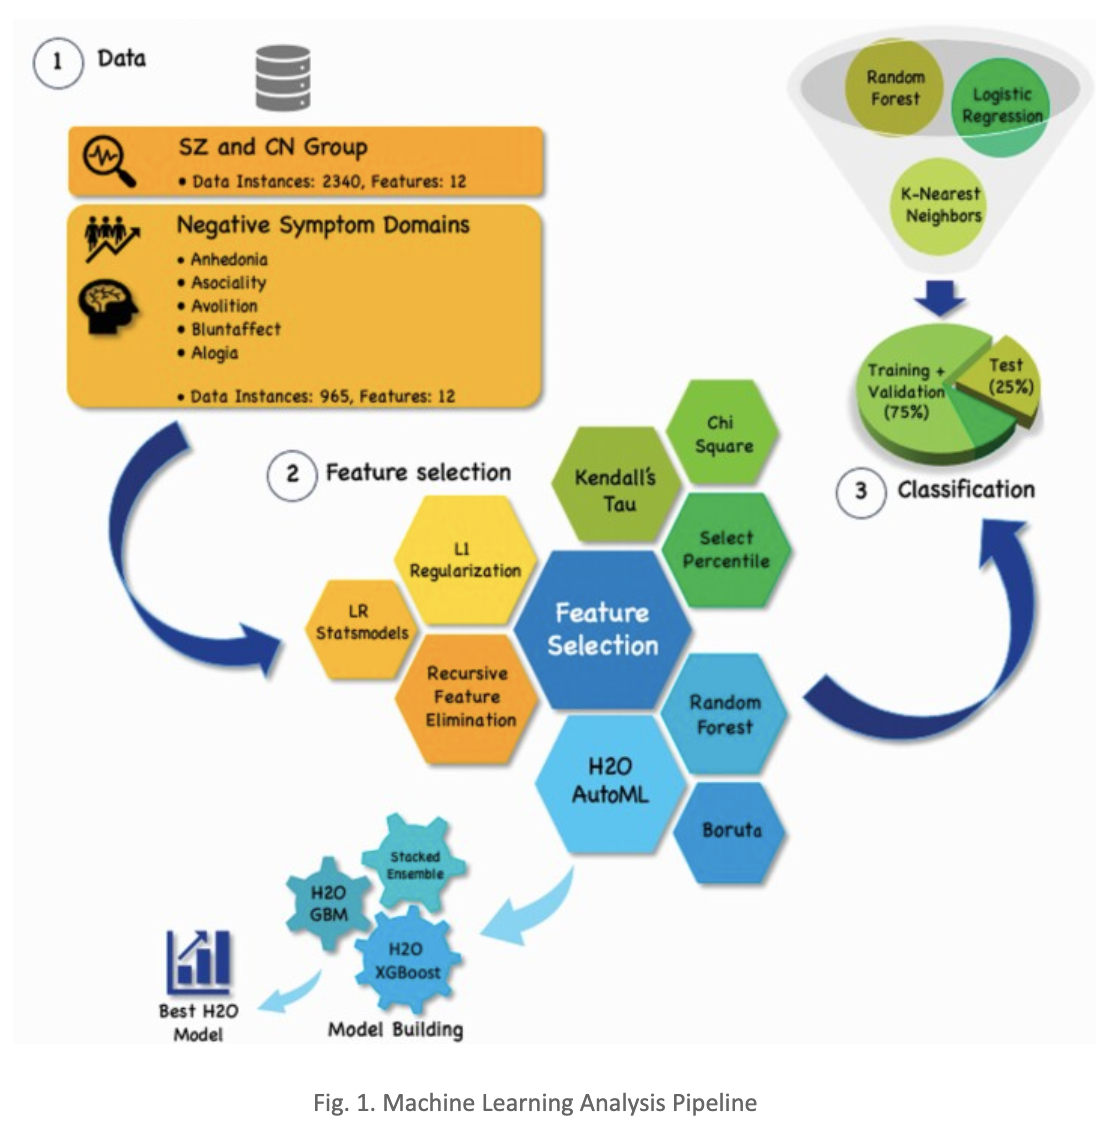 1 Data
SZ and CN Group
• Data Instances: 2340, Features: 12
Negative Symptom Domains
• Anhedonia
• Asociality
• Avolition
• Bluntaffect
• Alogia
• Data Instances: 965, Features: 12
2 Feature selection
Chi
Square
Kendall's
Tau
Select
Percentile
L1
Regularization
LR
Statsmodels
Recursive
Feature
Elimination
Feature
Selection
Random
Forest
H2O
AutoML
Boruta
Stacked
Ensemble
H2O
GBM
H2O
XGBoost
Model Building
Best H2O
Model
Random
Forest
Logistic
Regression
K-Nearest
Neighbors
Training +
Validation
(75%)
Test
(25%)
3 Classification
Fig. 1. Machine Learning Analysis Pipeline